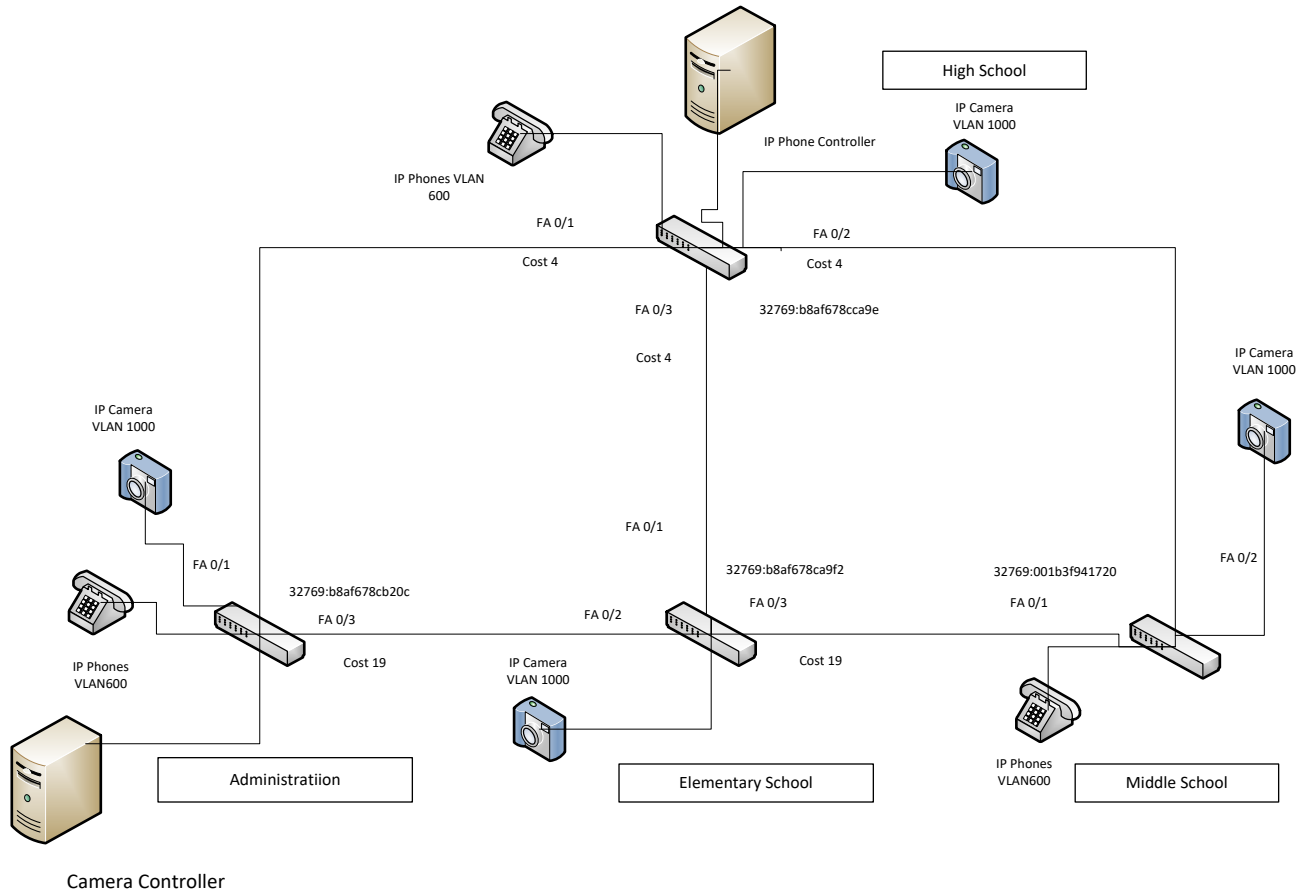 High School
IP Camera
VLAN 1000
IP Phone Controller
IP Phones VLAN
600
FA 0/1
FA 0/2
Cost 4
Cost 4
FA 0/3
32769:b8af678cca9e
Cost 4
IP Camera
VLAN 1000
IP Camera
VLAN 1000
FA 0/1
FA 0/1
32769:b8af678cb20c
FA 0/3
32769:b8af678ca9f2
32769:001b3f941720
FA 0/2
FA 0/2
FA 0/3
FA 0/1
IP Phones
VLAN600
Cost 19
IP Camera
VLAN 1000
Cost 19
IP Phones
VLAN600
Administratiion
Elementary School
Middle School
Camera Controller